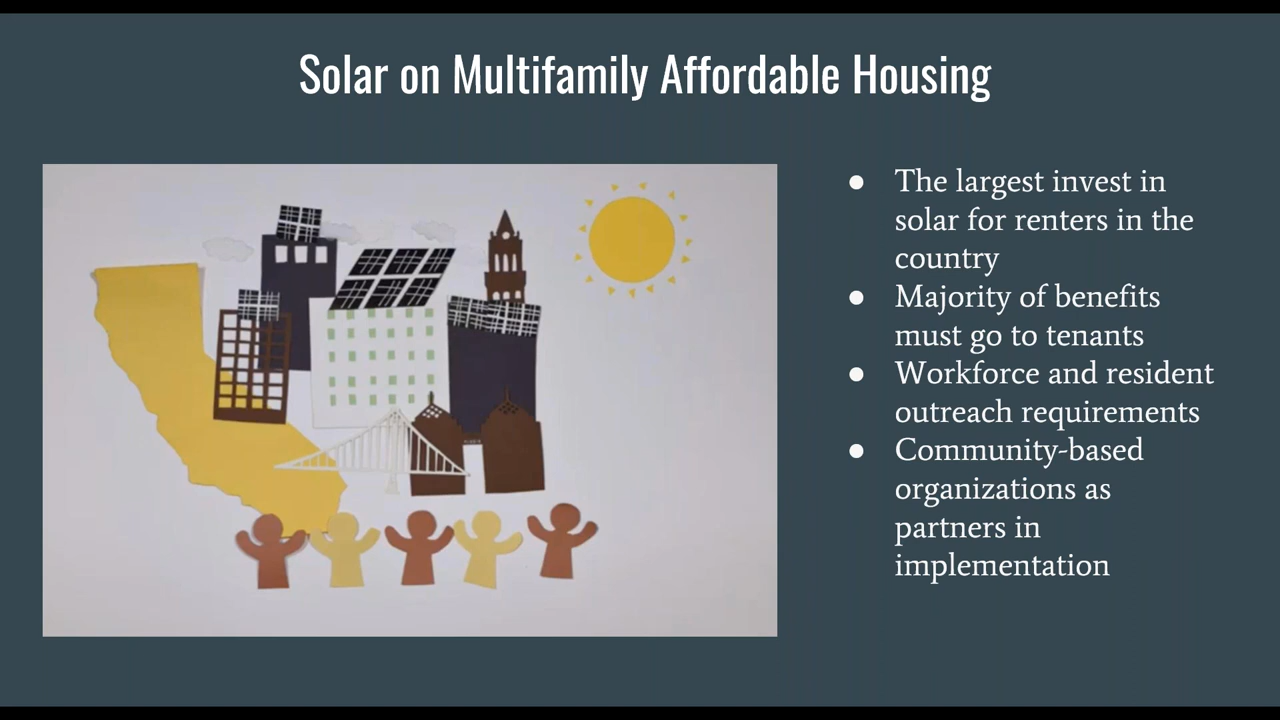 Solar on Multifamily Affordable Housing
● The largest invest in
solar for renters in the
country
● Majority of benefits
must go to tenants
● Workforce and resident
outreach requirements
● Community-based
organizations as
partners in
implementation